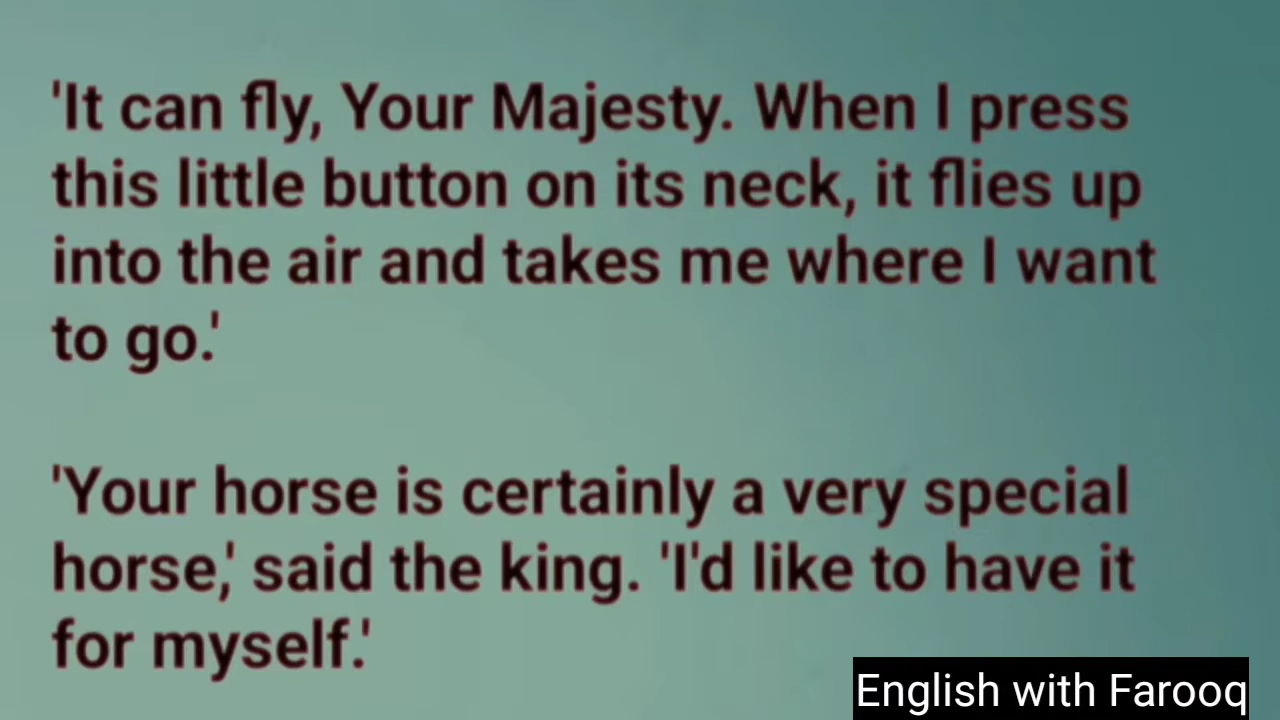 'It can fly, Your Majesty. When I press
this little button on its neck, it flies up
into the air and takes me where I want
to go.'
'Your horse is certainly a very special
horse,' said the king. 'I'd like to have it
for myself.'
English with Farooq